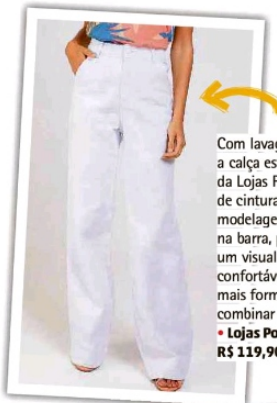 Com lavag
a calça es
da Lojas P
de cintura
modelage
na barra, p
um visual
confortáv
mais form
combinar
• Lojas Po
R$ 119,90